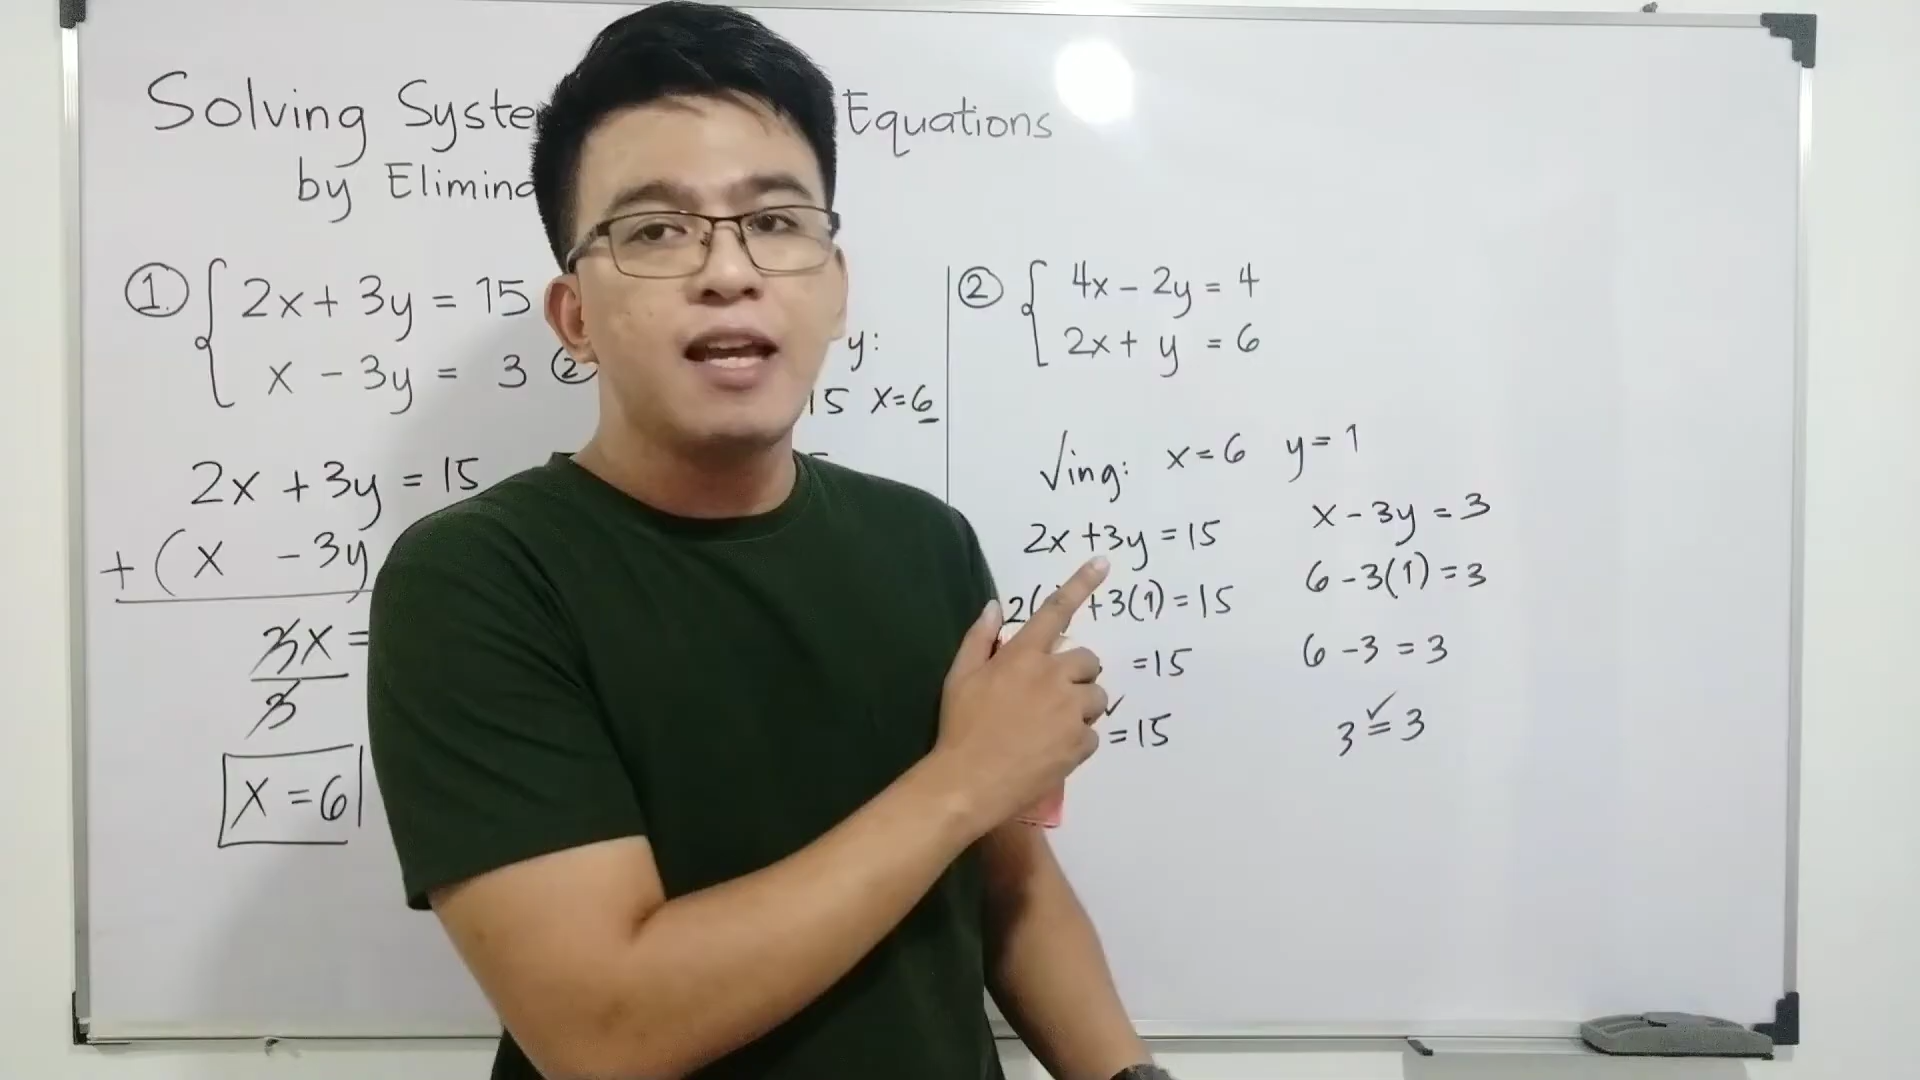 Solving Equations
by
① 2x + 3y = 15
x - 3y = 3 ②
y:
15 x=6
2x + 3y = 15
+ (x - 3y
3x =
3
x = 6
② 4x - 2y = 4
2x + y = 6
√ing: x = 6 y = 1
2x + 3y = 15
2( + 3(1) = 15
= 15
= 15
x - 3y = 3
6 - 3(1) = 3
6 - 3 = 3
3 = 3